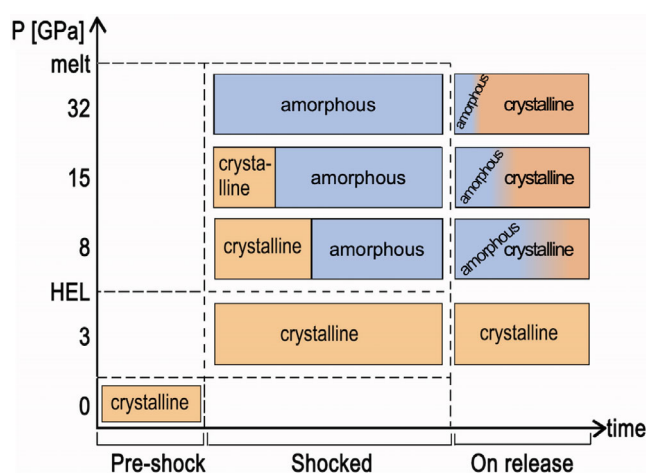 P [GPa]
melt
32
amorphous
amorphous
crystalline
15
crysta-
lline
amorphous
amorphous
crystalline
8
crystalline
amorphous
amorphous
crystalline
HEL
3
crystalline
crystalline
0
crystalline
time
Pre-shock
Shocked
On release